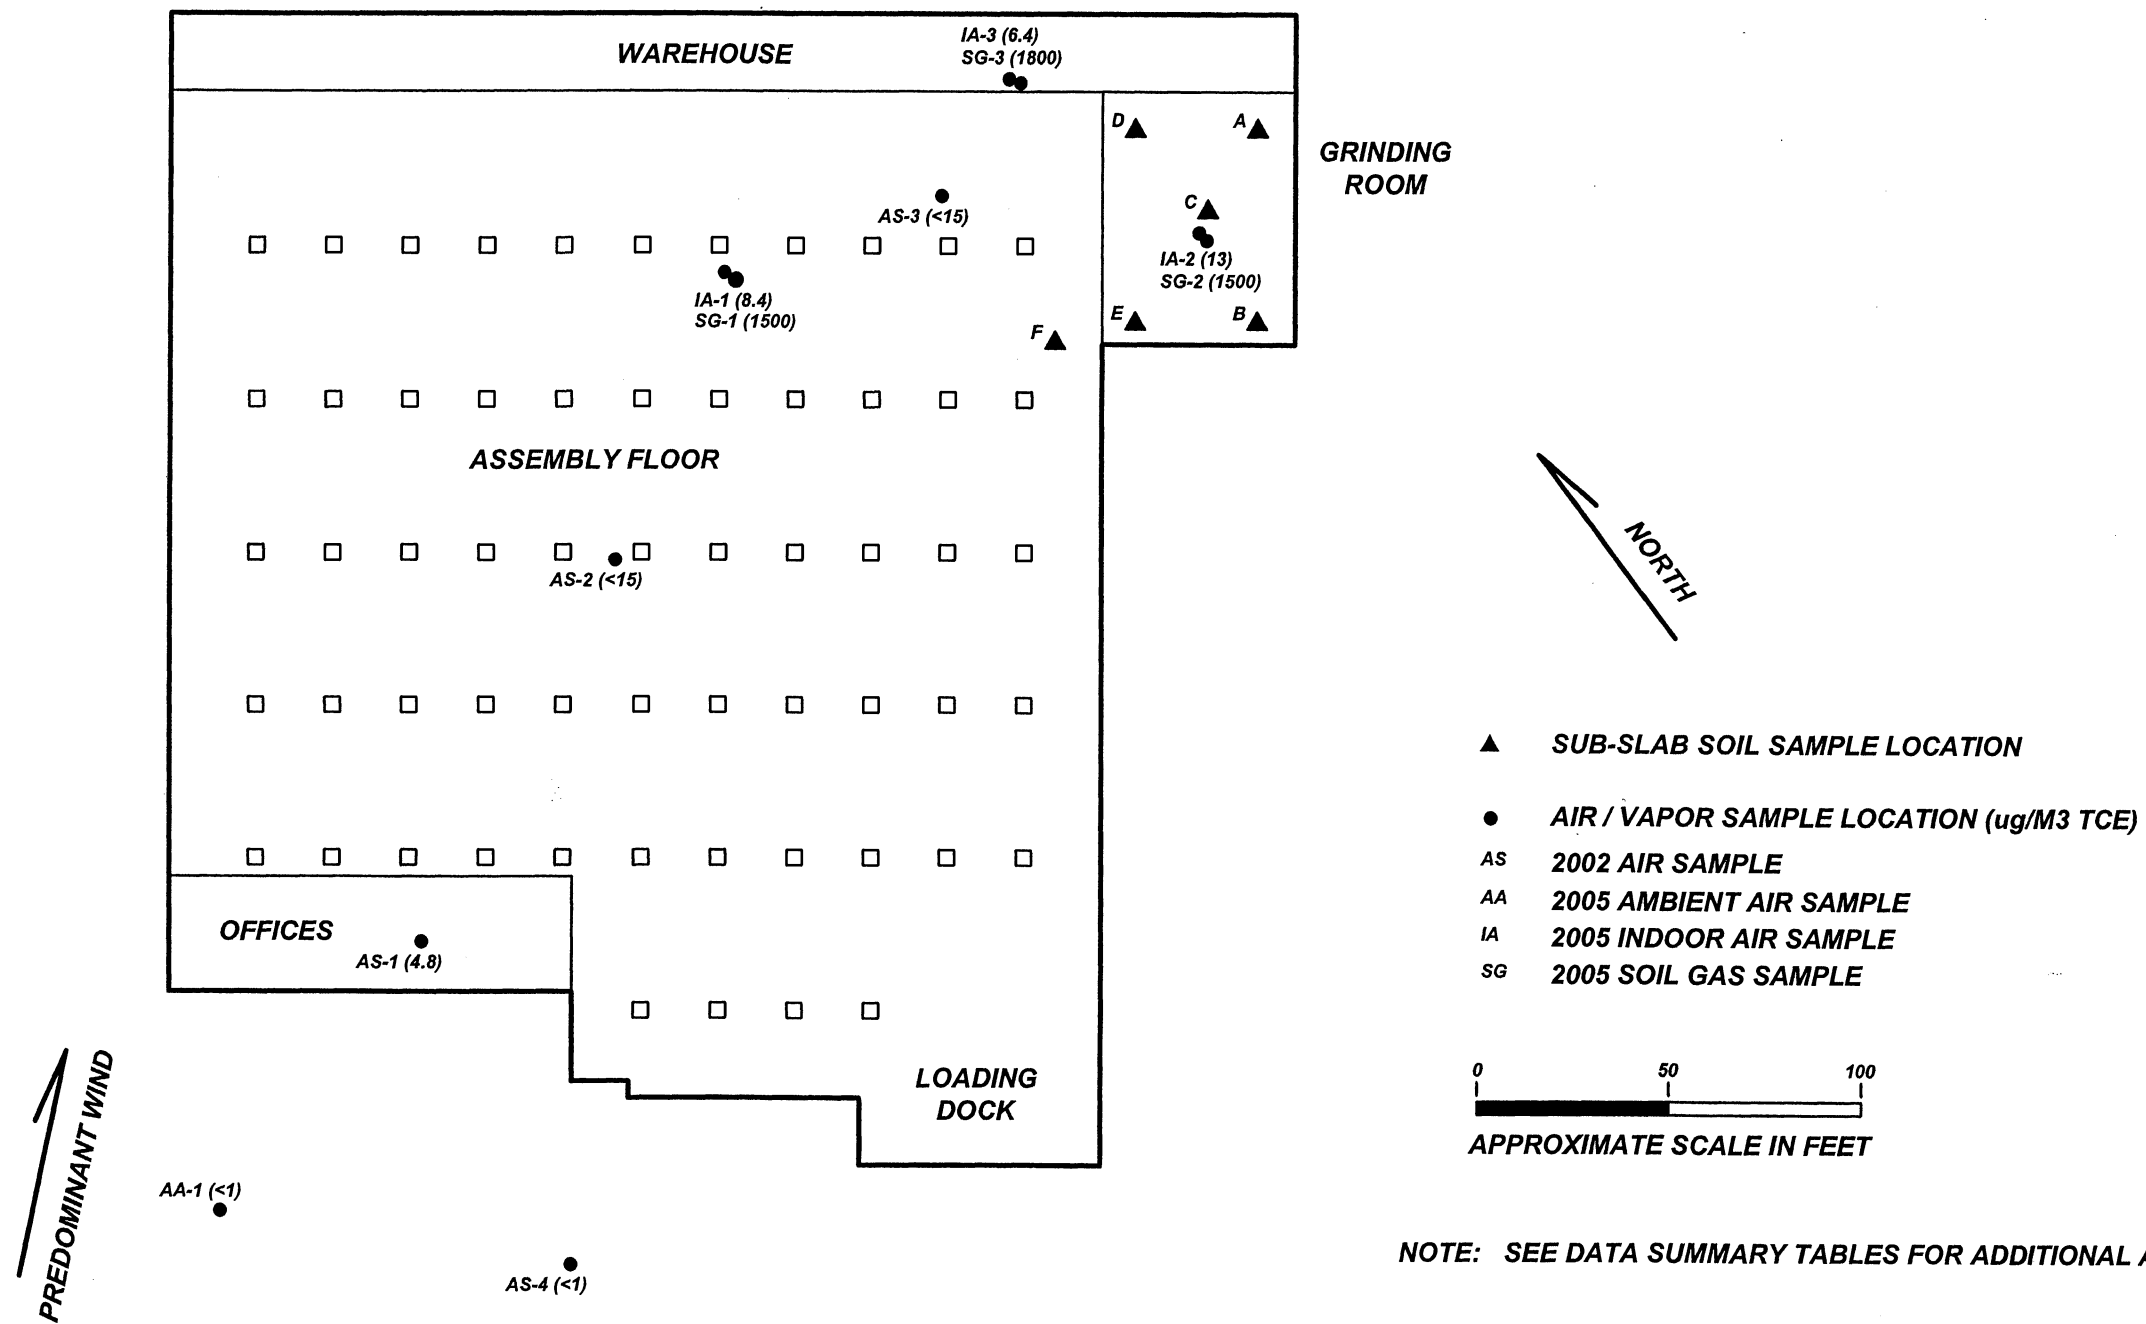 WAREHOUSE
IA-3 (6.4)
SG-3 (1800)
D
A
GRINDING
ROOM
C
AS-3 (<15)
IA-2 (13)
SG-2 (1500)
IA-1 (8.4)
SG-1 (1500)
E
B
F
ASSEMBLY FLOOR
AS-2 (<15)
NORTH
OFFICES
AS-1 (4.8)
LOADING
DOCK
PREDOMINANT WIND
AA-1 (<1)
AS-4 (<1)
SUB-SLAB SOIL SAMPLE LOCATION
AIR / VAPOR SAMPLE LOCATION (ug/M3 TCE)
AS 2002 AIR SAMPLE
AA 2005 AMBIENT AIR SAMPLE
IA 2005 INDOOR AIR SAMPLE
SG 2005 SOIL GAS SAMPLE
0 50 100
APPROXIMATE SCALE IN FEET
NOTE: SEE DATA SUMMARY TABLES FOR ADDITIONAL